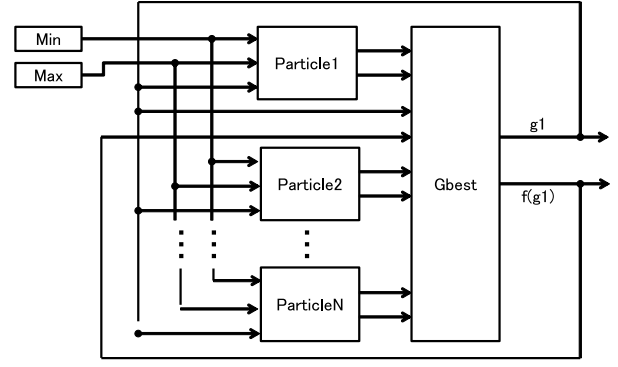 Min
Max
Particle1
Particle2
ParticleN
Gbest
g1
f(g1)